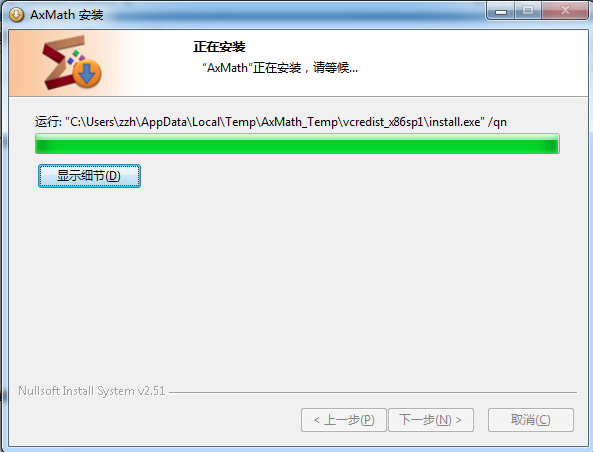 AxMath 安装
正在安装
“AxMath”正在安装，请等候...
运行: "C:\Users\zzh\AppData\Local\Temp\AxMath_Temp\vcredist_x86sp1\install.exe" /qn
显示细节(D)
Nullsoft Install System v2.51
< 上一步(P) 下一步(N) > 取消(C)